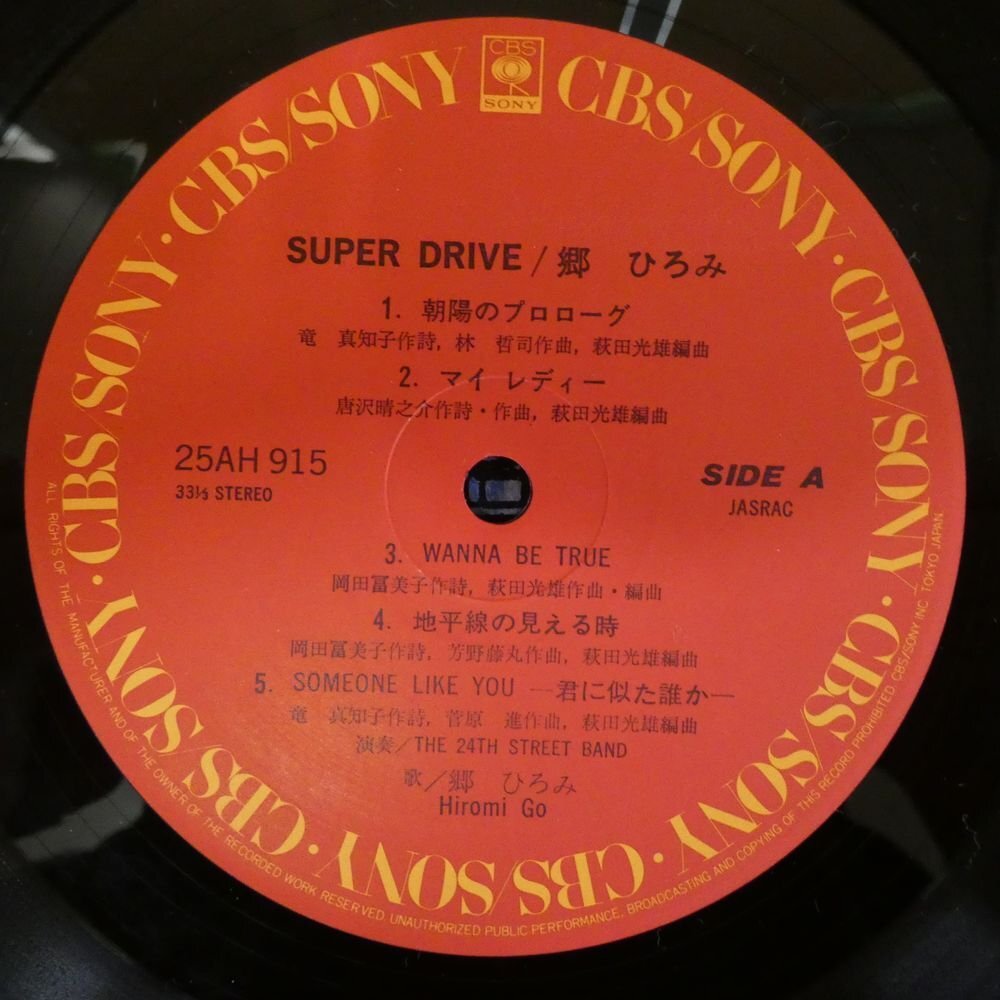 CBS
SONY
CBS/SONY · CBS/SONY · CBS/SONY · CBS/SONY · CBS/SONY · CBS/SONY · CBS/SONY · CBS/SONY
SUPER DRIVE/郷 ひろみ
1. 朝陽のプロローグ
竜 真知子作詩, 林 哲司作曲, 萩田光雄編曲
2. マイ レディー
唐沢晴之介作詩・作曲, 萩田光雄編曲
25AH 915
33⅓ STEREO
SIDE A
JASRAC
3. WANNA BE TRUE
岡田冨美子作詩, 萩田光雄作曲・編曲
4. 地平線の見える時
岡田冨美子作詩, 芳野藤丸作曲, 萩田光雄編曲
5. SOMEONE LIKE YOU —君に似た誰か—
竜 真知子作詩, 菅原 進作曲, 萩田光雄編曲
演奏/THE 24TH STREET BAND
歌/郷 ひろみ
Hiromi Go
ALL RIGHTS OF THE MANUFACTURER AND OF THE OWNER OF THE RECORDED WORK RESERVED. UNAUTHORIZED PUBLIC PERFORMANCE, BROADCASTING AND COPYING OF THIS RECORD PROHIBITED CBS/SONY INC. TOKYO JAPAN.